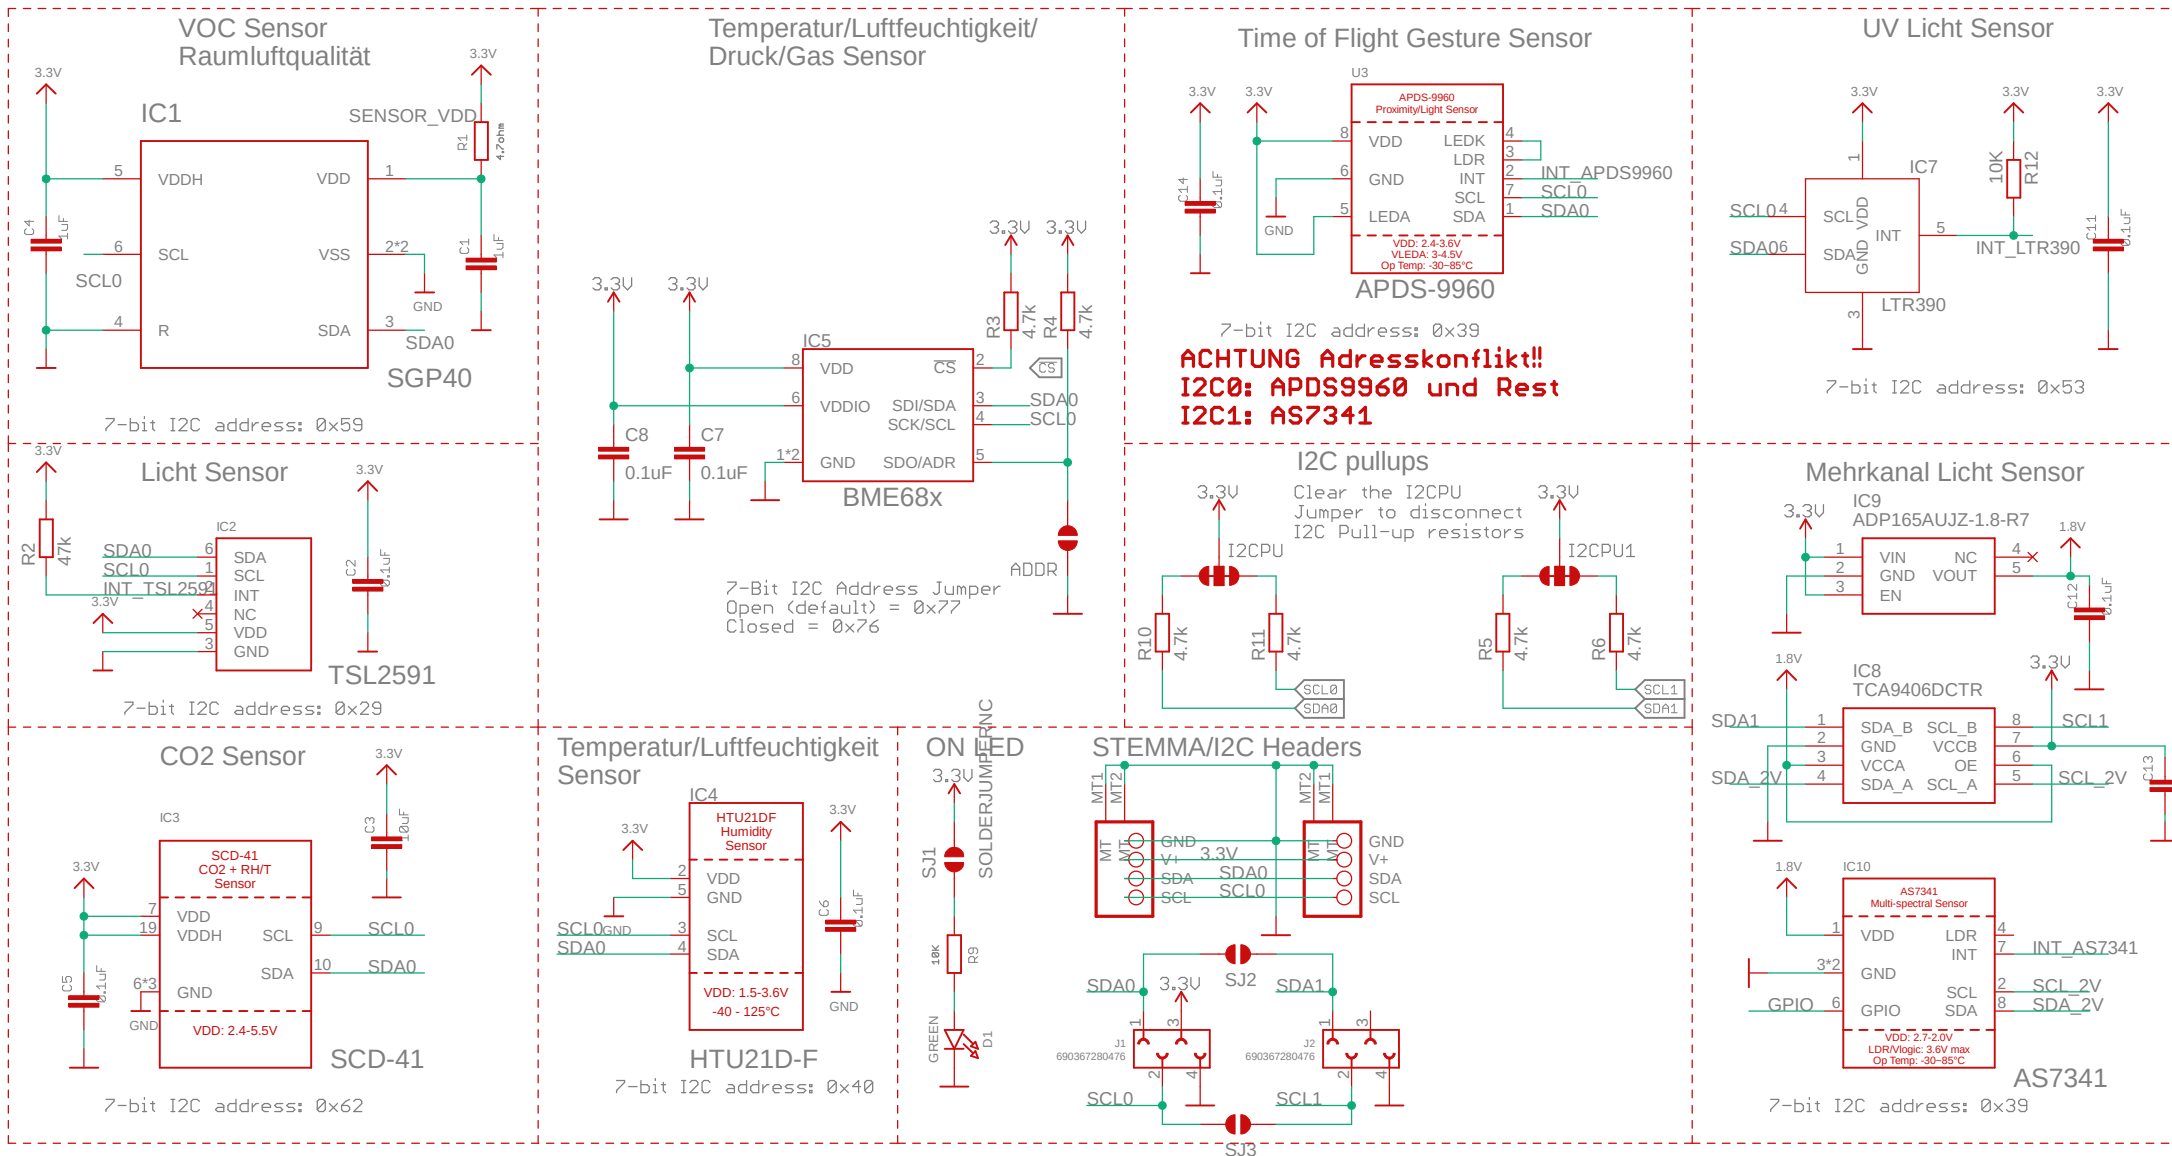 VOC Sensor
Raumluftqualität
3.3V
3.3V
IC1
SENSOR_VDD
R1
4.7ohm
5
VDDH
VDD
1
C4
1uF
6
SCL
VSS
2*2
C1
1uF
SCL0
GND
4
R
SDA
3
SDA0
SGP40
7-bit I2C address: 0x59
Temperatur/Luftfeuchtigkeit/
Druck/Gas Sensor
3.3V
3.3V
3.3V
3.3V
R3
4.7k
R4
4.7k
IC5
8
VDD
CS
2
CS
6
VDDIO
SDI/SDA
3
SDA0
SCK/SCL
4
SCL0
C8
0.1uF
C7
0.1uF
1*2
GND
SDO/ADR
5
BME68x
ADDR
7-Bit I2C Address Jumper
Open (default) = 0x77
Closed = 0x76
Time of Flight Gesture Sensor
U3
3.3V
3.3V
APDS-9960
Proximity/Light Sensor
8
VDD
LEDK
4
LDR
3
6
GND
INT
2
INT_APDS9960
C14
0.1uF
SCL
7
SCL0
5
LEDA
SDA
1
SDA0
GND
VDD: 2.4-3.6V
VLEDA: 3-4.5V
Op Temp: -30~85°C
APDS-9960
7-bit I2C address: 0x39
ACHTUNG Adresskonflikt!!
I2C0: APDS9960 und Rest
I2C1: AS7341
UV Licht Sensor
3.3V
3.3V
3.3V
1
IC7
10K
R12
SCL0
4
SCL
VDD
INT
5
INT_LTR390
SDA0
6
SDA
GND
C11
0.1uF
3
LTR390
7-bit I2C address: 0x53
Licht Sensor
3.3V
3.3V
R2
47k
IC2
SDA0
6
SDA
SCL0
1
SCL
INT_TSL2591
2
INT
3.3V
4
NC
5
VDD
3
GND
C2
0.1uF
TSL2591
7-bit I2C address: 0x29
I2C pullups
3.3V
Clear the I2CPU
Jumper to disconnect
I2C Pull-up resistors
3.3V
I2CPU
I2CPU1
R10
4.7k
R11
4.7k
R5
4.7k
R6
4.7k
SCL0
SDA0
SCL1
SDA1
Mehrkanal Licht Sensor
IC9
ADP165AUJZ-1.8-R7
3.3V
1.8V
1
VIN
NC
4
2
GND
VOUT
5
3
EN
C12
0.1uF
1.8V
IC8
TCA9406DCTR
3.3V
SDA1
1
SDA_B
SCL_B
8
SCL1
2
GND
VCCB
7
3
VCCA
OE
6
SDA_2V
4
SDA_A
SCL_A
5
SCL_2V
C13
1.8V
IC10
AS7341
Multi-spectral Sensor
1
VDD
LDR
4
INT
7
INT_AS7341
3*2
GND
SCL
2
SCL_2V
GPIO
6
GPIO
SDA
8
SDA_2V
VDD: 2.7-2.0V
LDR/Vlogic: 3.6V max
Op Temp: -30~85°C
AS7341
7-bit I2C address: 0x39
CO2 Sensor
3.3V
IC3
C3
10uF
3.3V
SCD-41
CO2 + RH/T
Sensor
7
VDD
19
VDDH
SCL
9
SCL0
SDA
10
SDA0
C5
0.1uF
6*3
GND
GND
VDD: 2.4-5.5V
SCD-41
7-bit I2C address: 0x62
Temperatur/Luftfeuchtigkeit
Sensor
IC4
3.3V
3.3V
HTU21DF
Humidity
Sensor
2
VDD
5
GND
GND
SCL0
3
SCL
SDA0
4
SDA
C6
0.1uF
GND
VDD: 1.5-3.6V
-40 - 125°C
HTU21D-F
7-bit I2C address: 0x40
ON LED
3.3V
SOLDERJUMPERNC
SJ1
10K
R9
GREEN
D1
STEMMA/I2C Headers
MT1
MT2
MT2
MT1
MT
MT
MT
MT
GND
GND
V+
3.3V
V+
SDA
SDA0
SDA
SCL
SCL0
SCL
SJ2
SDA0
3.3V
SDA1
1
3
1
3
J1
690367280476
J2
690367280476
2
4
2
4
SCL0
SCL1
SJ3